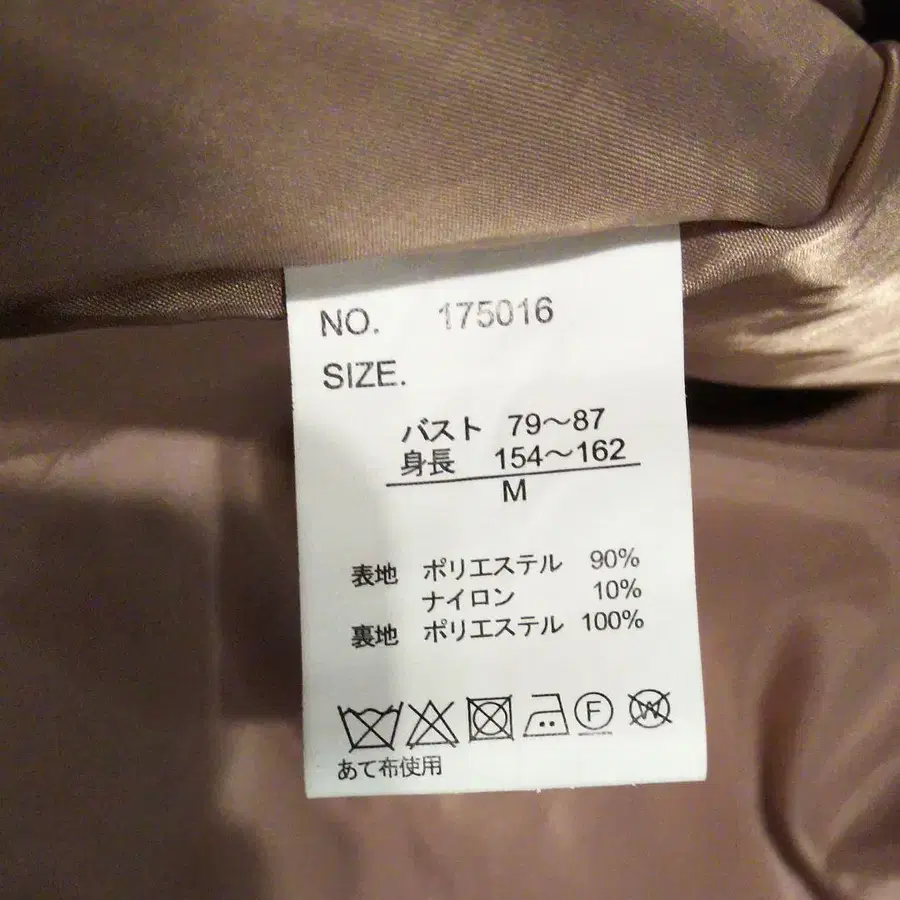 NO. 175016
SIZE.
バスト 79～87
身長 154～162
M
表地 ポリエステル 90%
ナイロン 10%
裏地 ポリエステル 100%
F W
あて布使用